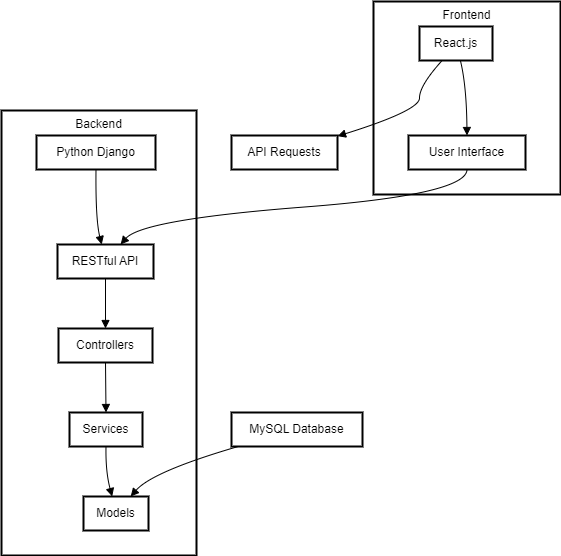 Frontend
React.js
Backend
Python Django
API Requests
User Interface
RESTful API
Controllers
Services
MySQL Database
Models